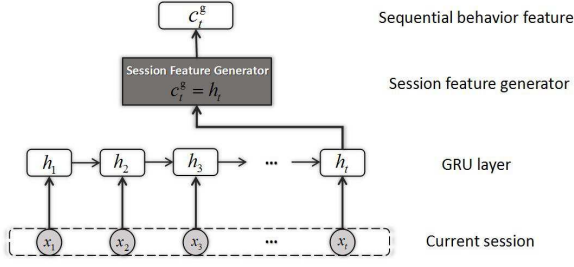 c_t^g Sequential behavior feature
Session Feature Generator
c_t^g = h_t Session feature generator
h_1 h_2 h_3 ... h_t GRU layer
x_1 x_2 x_3 ... x_t Current session